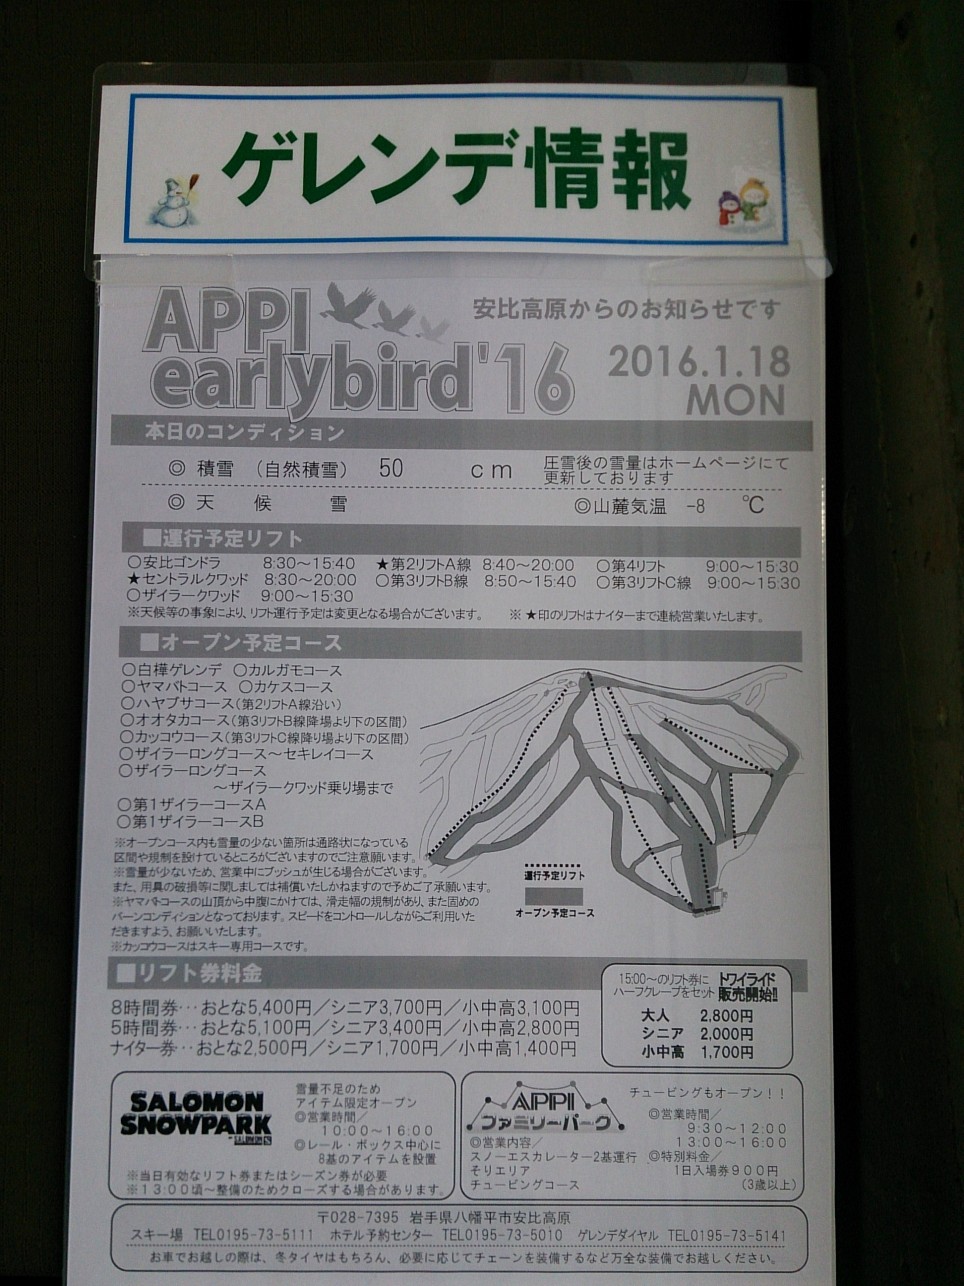 ゲレンデ情報
APPI
earlybird'16
安比高原からのお知らせです
2016.1.18
MON
本日のコンディション
◎ 積雪 （自然積雪） 50 cm 圧雪後の雪量はホームページにて
更新しております
◎ 天 候 雪 ◎山麓気温 -8 ℃
■運行予定リフト
○安比ゴンドラ 8:30～15:40 ★第2リフトA線 8:40～20:00 ○第4リフト 9:00～15:30
★セントラルクワッド 8:30～20:00 ○第3リフトB線 8:50～15:40 ○第3リフトC線 9:00～15:30
○ザイラークワッド 9:00～15:30
※天候等の事象により、リフト運行予定は変更となる場合がございます。 ※ ★印のリフトはナイターまで連続営業いたします。
■オープン予定コース
○白樺ゲレンデ ○カルガモコース
○ヤマバトコース ○カケスコース
○ハヤブサコース（第2リフトA線沿い）
○オオタカコース（第3リフトB線降場より下の区間）
○カッコウコース（第3リフトC線降り場より下の区間）
○ザイラーロングコース～セキレイコース
○ザイラーロングコース
～ザイラークワッド乗り場まで
○第1ザイラーコースA
○第1ザイラーコースB
※オープンコース内も雪量の少ない箇所は通路状になっている
区間や規制を設けているところがございますのでご注意願います。
※雪量が少ないため、営業中にブッシュが生じる場合がございます。
また、用具の破損等に関しましては補償いたしかねますので予めご了承願います。
※ヤマバトコースの山頂から中腹にかけては、滑走幅の規制があり、また固めの
バーンコンディションとなっております。スピードをコントロールしながらご利用いた
だきますよう、お願いいたします。
※カッコウコースはスキー専用コースです。
運行予定リフト
オープン予定コース
■リフト券料金
8時間券･･･おとな5,400円／シニア3,700円／小中高3,100円
5時間券･･･おとな5,100円／シニア3,400円／小中高2,800円
ナイター券･･･おとな2,500円／シニア1,700円／小中高1,400円
15:00～のリフト券に トワイライド
ハーフクレープをセット 販売開始!!
大人 2,800円
シニア 2,000円
小中高 1,700円
SALOMON
SNOWPARK
雪量不足のため
アイテム限定オープン
◎営業時間／
10:00～16:00
◎レール・ボックス中心に
8基のアイテムを設置
※当日有効なリフト券またはシーズン券が必要
※13:00頃～整備のためクローズする場合があります。
APPI
ファミリーパーク
チュービングもオープン！！
◎営業時間／
9:30～12:00
13:00～16:00
◎営業内容／
スノーエスカレーター2基運行
そりエリア
チュービングコース
◎特別料金／
1日入場券900円
（3歳以上）
〒028-7395 岩手県八幡平市安比高原
スキー場 TEL0195-73-5111 ホテル予約センター TEL0195-73-5010 ゲレンデダイヤル TEL0195-73-5141
お車でお越しの際は、冬タイヤはもちろん、必要に応じてチェーンを装備するなど万全な装備でお越しください。